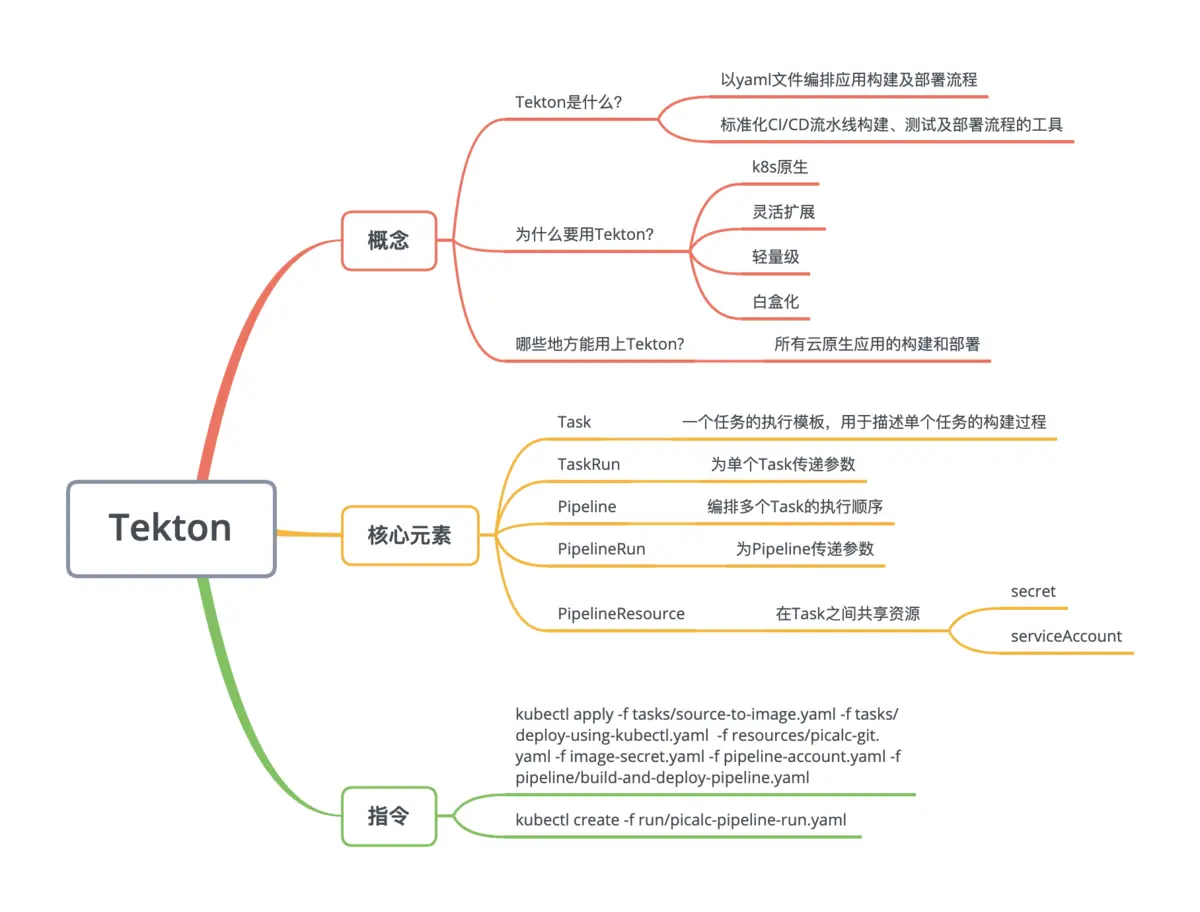 Tekton
概念
Tekton是什么？
以yaml文件编排应用构建及部署流程
标准化CI/CD流水线构建、测试及部署流程的工具
为什么要用Tekton？
k8s原生
灵活扩展
轻量级
白盒化
哪些地方能用上Tekton？
所有云原生应用的构建和部署
核心元素
Task
一个任务的执行模板，用于描述单个任务的构建过程
TaskRun
为单个Task传递参数
Pipeline
编排多个Task的执行顺序
PipelineRun
为Pipeline传递参数
PipelineResource
在Task之间共享资源
secret
serviceAccount
指令
kubectl apply -f tasks/source-to-image.yaml -f tasks/
deploy-using-kubectl.yaml  -f resources/picalc-git.
yaml -f image-secret.yaml -f pipeline-account.yaml -f
pipeline/build-and-deploy-pipeline.yaml
kubectl create -f run/picalc-pipeline-run.yaml